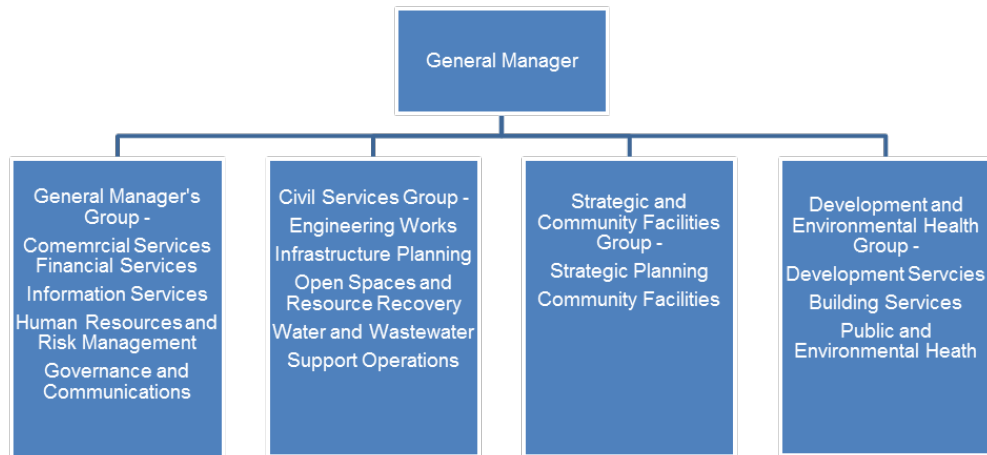 General Manager
General Manager's
Group -
Comemrcial Services
Financial Services
Information Services
Human Resources and
Risk Management
Governance and
Communications
Civil Services Group -
Engineering Works
Infrastructure Planning
Open Spaces and
Resource Recovery
Water and Wastewater
Support Operations
Strategic and
Community Facilities
Group -
Strategic Planning
Community Facilities
Development and
Environmental Health
Group -
Development Servcies
Building Services
Public and
Environmental Heath